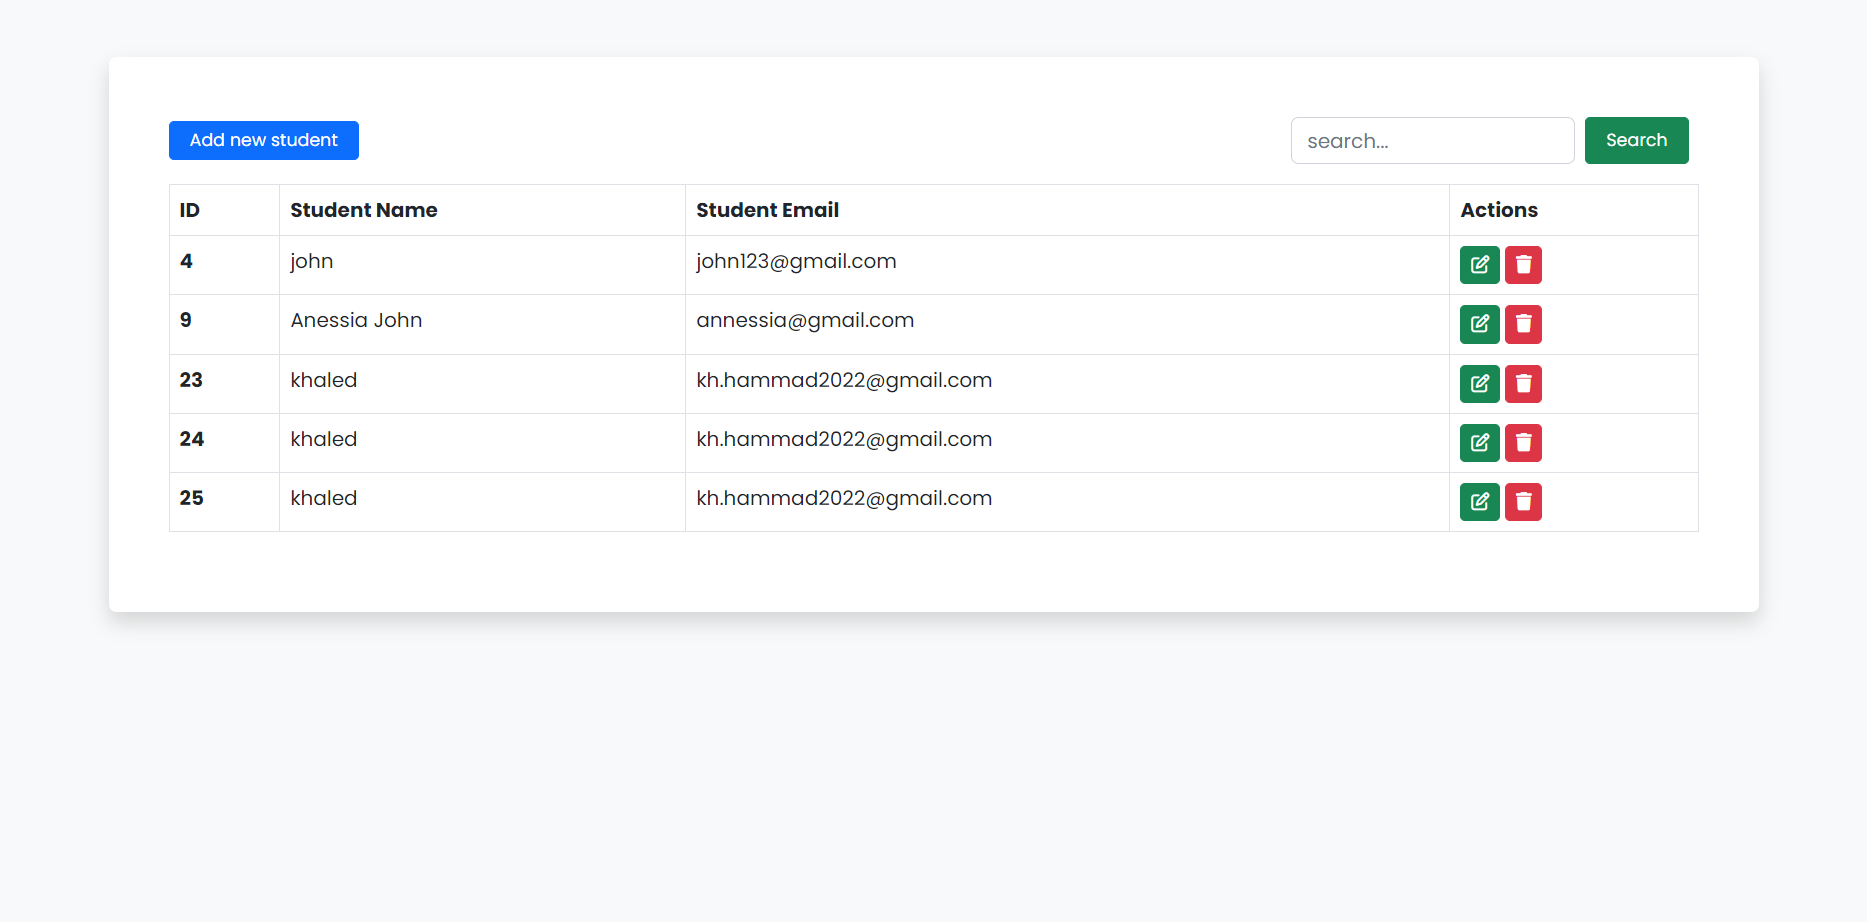 Add new student
search...
Search
ID Student Name Student Email Actions
4 john john123@gmail.com
9 Anessia John annessia@gmail.com
23 khaled kh.hammad2022@gmail.com
24 khaled kh.hammad2022@gmail.com
25 khaled kh.hammad2022@gmail.com